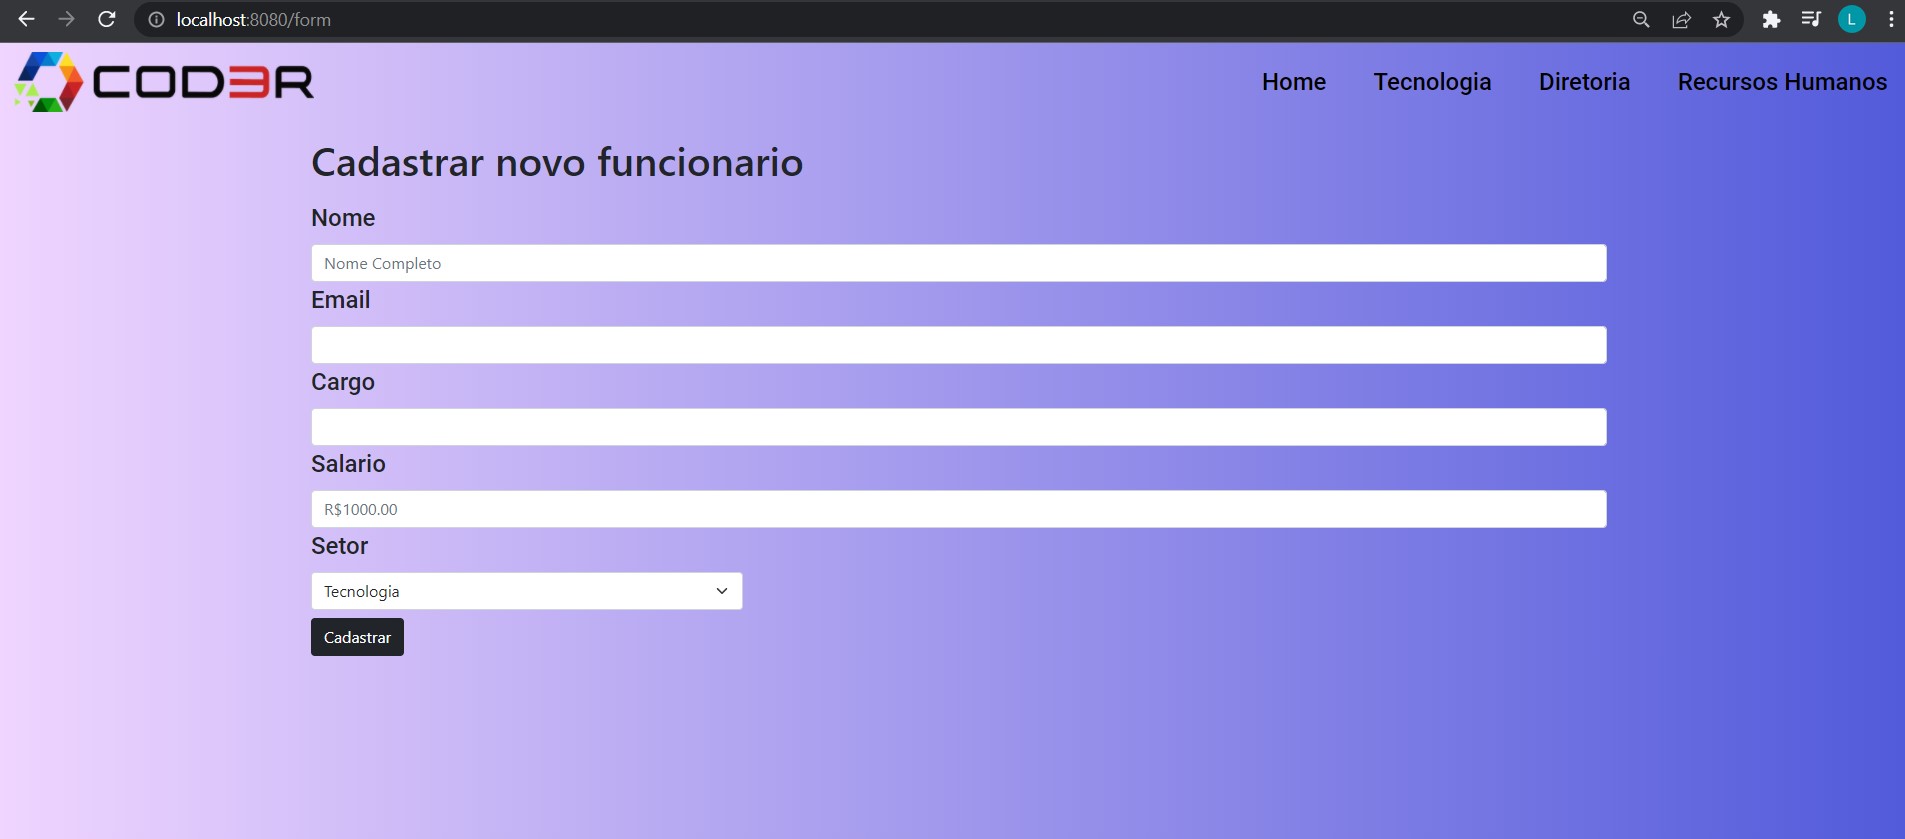 localhost:8080/form
L
COD3R
Home Tecnologia Diretoria Recursos Humanos
Cadastrar novo funcionario
Nome
Nome Completo
Email
Cargo
Salario
R$1000.00
Setor
Tecnologia
Cadastrar